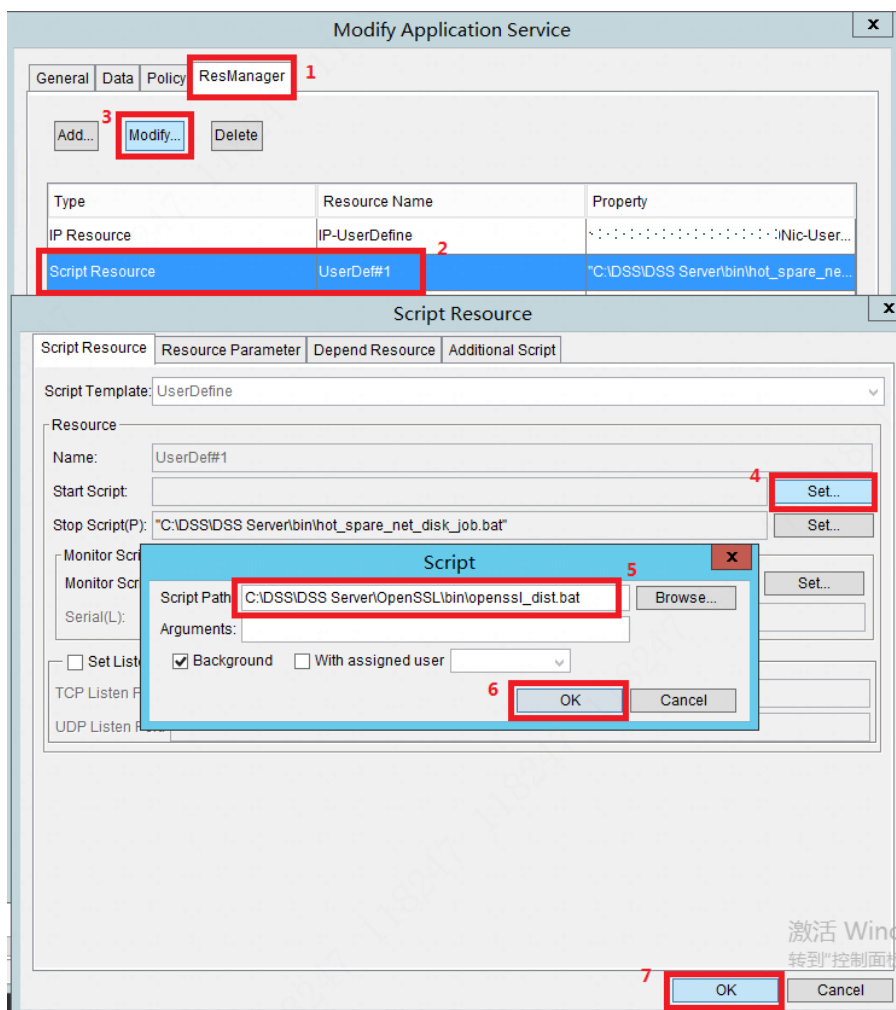 Modify Application Service
x
General Data Policy ResManager 1
3
Add... Modify... Delete
Type Resource Name Property
IP Resource IP-UserDefine Nic-User...
2
Script Resource UserDef#1 "C:\DSS\DSS Server\bin\hot_spare_ne...
Script Resource
x
Script Resource Resource Parameter Depend Resource Additional Script
Script Template: UserDefine
Resource
Name: UserDef#1
4
Start Script: Set...
Stop Script(P): "C:\DSS\DSS Server\bin\hot_spare_net_disk_job.bat" Set...
Monitor Scri
Script
x
5
Monitor Scr Set...
Script Path C:\DSS\DSS Server\OpenSSL\bin\openssl_dist.bat Browse...
Serial(L):
Arguments:
Set Liste
Background With assigned user
6
TCP Listen P
OK Cancel
UDP Listen
激活 Winc
转到"控制面板
7
OK Cancel